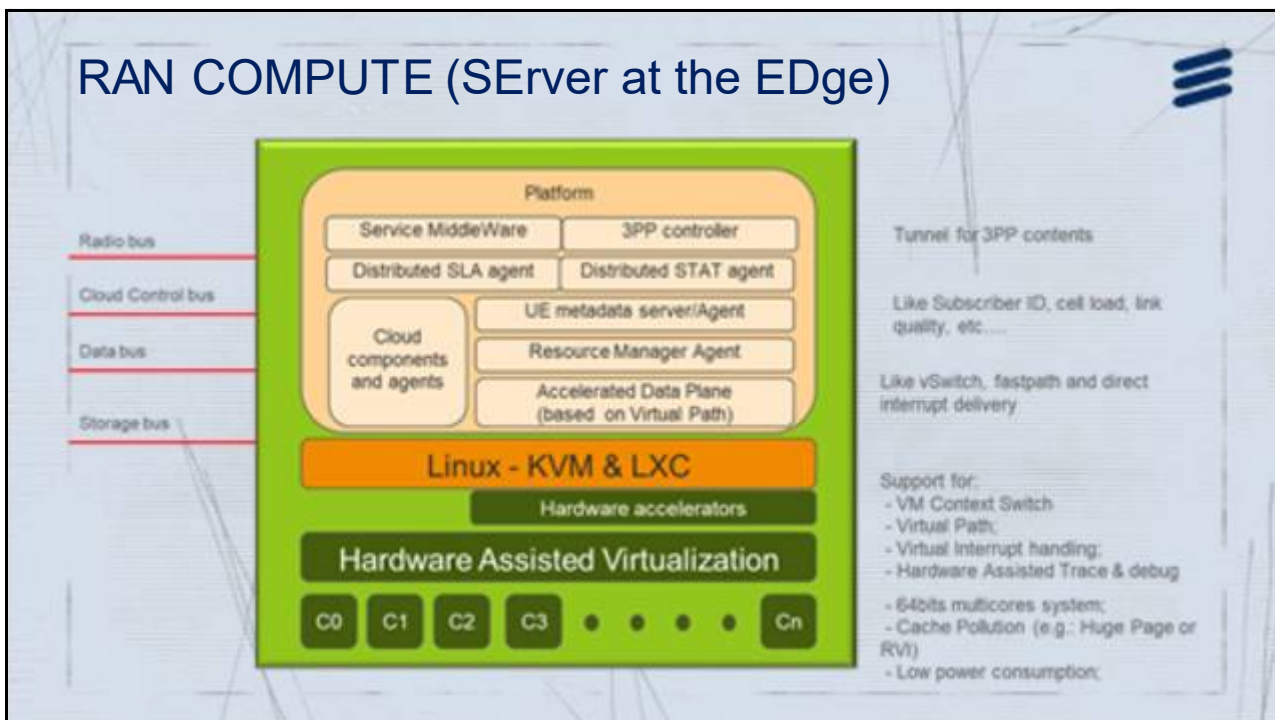 RAN COMPUTE (SErver at the EDge)
Platform
Service MiddleWare
3PP controller
Distributed SLA agent
Distributed STAT agent
UE metadata server/Agent
Cloud
components
and agents
Resource Manager Agent
Accelerated Data Plane
(based on Virtual Path)
Linux - KVM & LXC
Hardware accelerators
Hardware Assisted Virtualization
C0 C1 C2 C3 Cn
Radio bus
Cloud Control bus
Data bus
Storage bus
Tunnel for 3PP contents
Like Subscriber ID, cell load, link
quality, etc....
Like vSwitch, fastpath and direct
interrupt delivery
Support for:
- VM Context Switch
- Virtual Path;
- Virtual Interrupt handing;
- Hardware Assisted Trace & debug
- 64bits multicores system;
- Cache Pollution (e.g.: Huge Page or
RVI)
- Low power consumption;